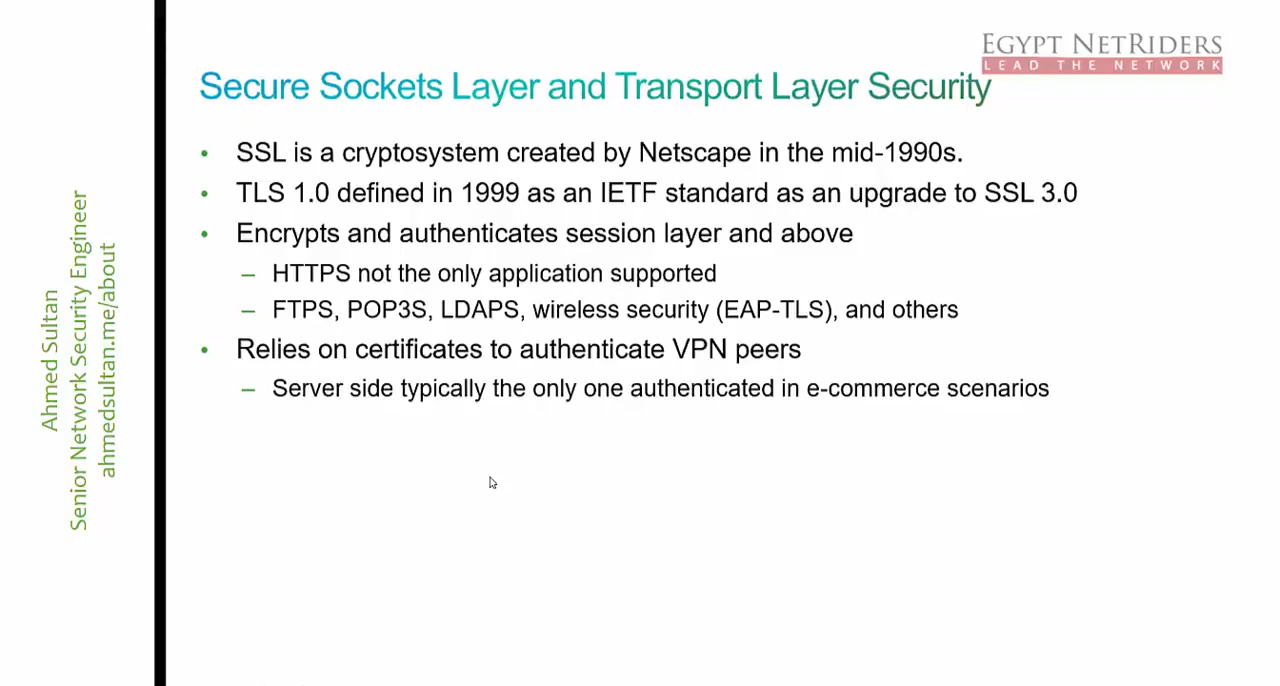 EGYPT NETRIDERS
LEAD THE NETWORK
Secure Sockets Layer and Transport Layer Security
• SSL is a cryptosystem created by Netscape in the mid-1990s.
• TLS 1.0 defined in 1999 as an IETF standard as an upgrade to SSL 3.0
• Encrypts and authenticates session layer and above
– HTTPS not the only application supported
– FTPS, POP3S, LDAPS, wireless security (EAP-TLS), and others
• Relies on certificates to authenticate VPN peers
– Server side typically the only one authenticated in e-commerce scenarios
Ahmed Sultan
Senior Network Security Engineer
ahmedsultan.me/about